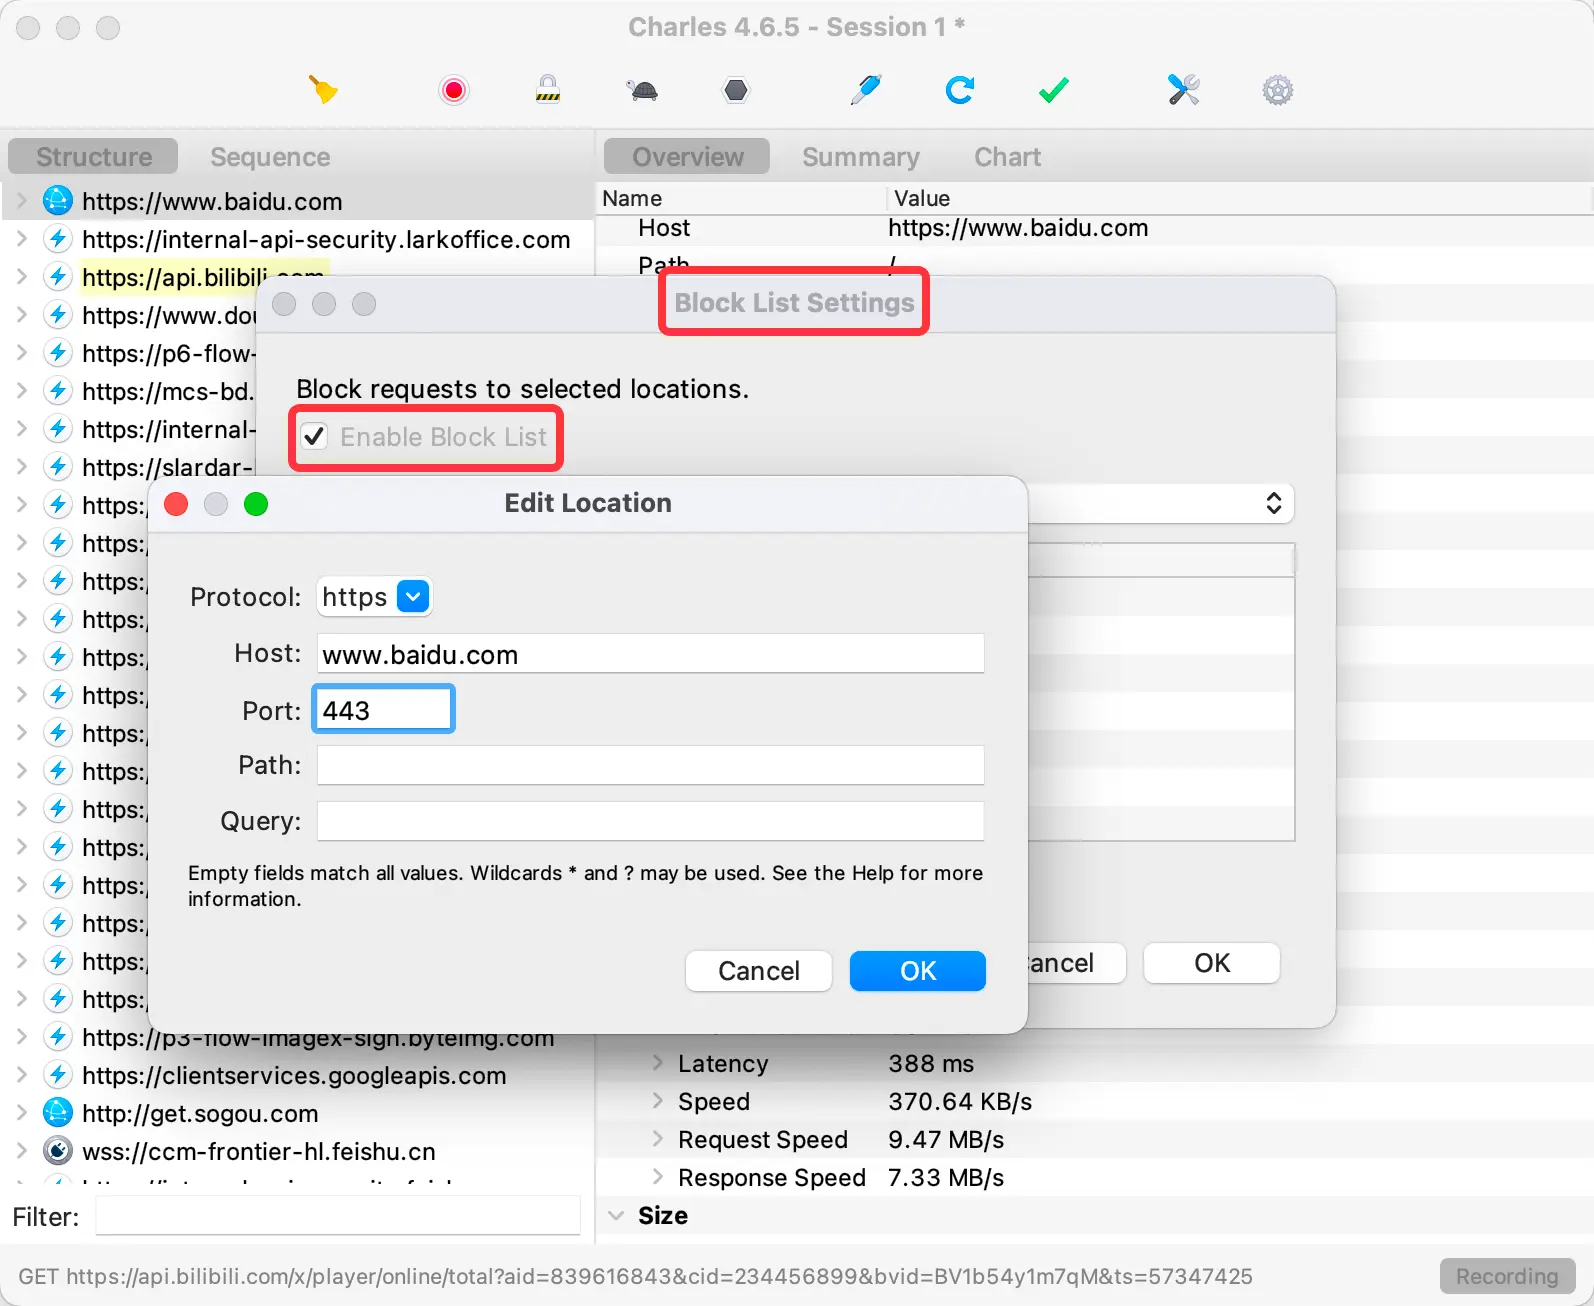 Charles 4.6.5 - Session 1 *
Structure
Sequence
Overview
Summary
Chart
https://www.baidu.com
https://internal-api-security.larkoffice.com
https://api.bilibili.com
https://www.dou
https://p6-flow-
https://mcs-bd.
https://internal-
https://slardar-
https:/
https:/
https:/
https:/
https:/
https:/
https:/
https:/
https:/
https:/
https:/
https:/
https:/
https:/
https://p3-flow-imagex-sign.byteimg.com
https://clientservices.googleapis.com
http://get.sogou.com
wss://ccm-frontier-hl.feishu.cn
Filter:
Name
Value
Host
https://www.baidu.com
Path
/
Block List Settings
Block requests to selected locations.
Enable Block List
Edit Location
Protocol:
https
Host:
www.baidu.com
Port:
443
Path:
Query:
Empty fields match all values. Wildcards * and ? may be used. See the Help for more
information.
Cancel
OK
ancel
OK
Latency
388 ms
Speed
370.64 KB/s
Request Speed
9.47 MB/s
Response Speed
7.33 MB/s
Size
GET https://api.bilibili.com/x/player/online/total?aid=839616843&cid=234456899&bvid=BV1b54y1m7qM&ts=57347425
Recording